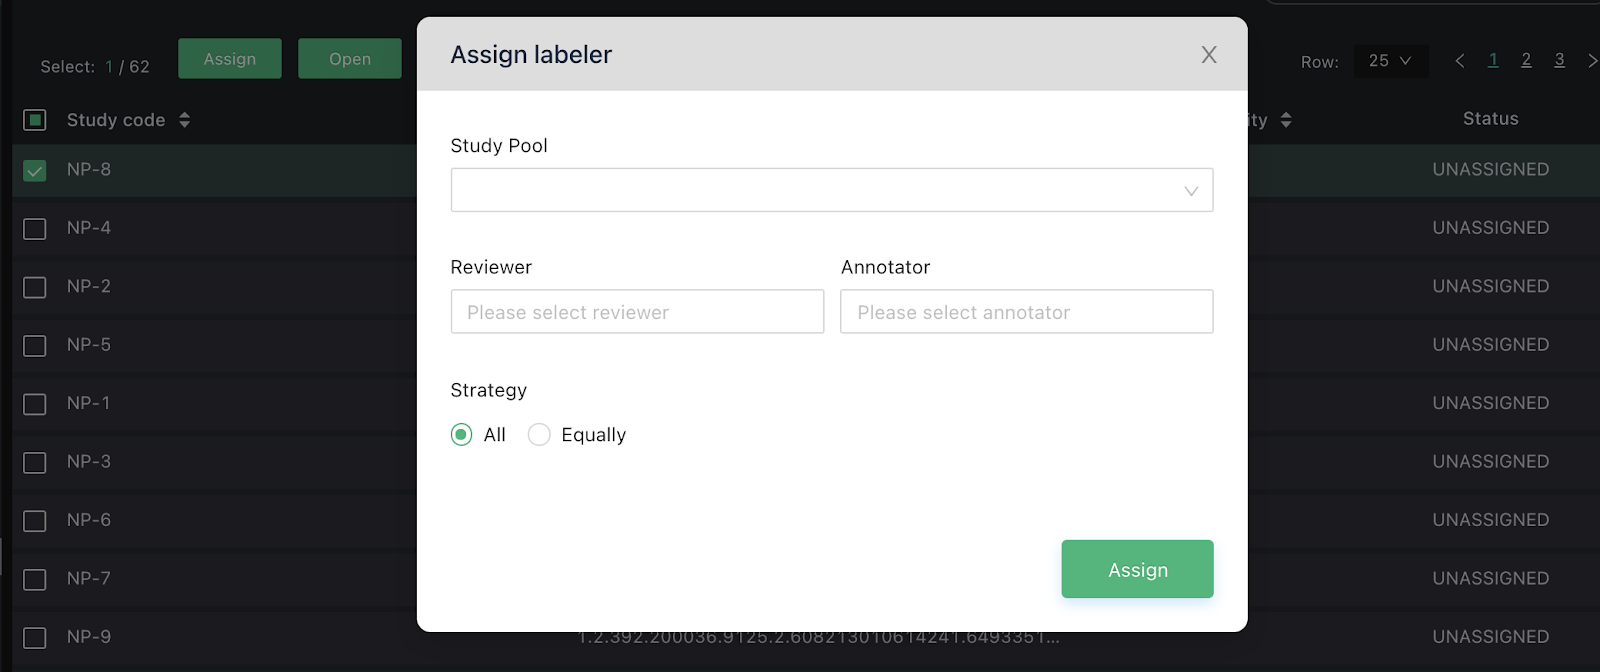 Select: 1 / 62
Assign
Open
Row: 25
1 2 3
Study code
ity
Status
NP-8
UNASSIGNED
NP-4
UNASSIGNED
NP-2
UNASSIGNED
NP-5
UNASSIGNED
NP-1
UNASSIGNED
NP-3
UNASSIGNED
NP-6
UNASSIGNED
NP-7
UNASSIGNED
NP-9
1.2.392.200036.9125.2.608213010614241.6493351...
UNASSIGNED
Assign labeler
X
Study Pool
Reviewer
Annotator
Please select reviewer
Please select annotator
Strategy
All
Equally
Assign